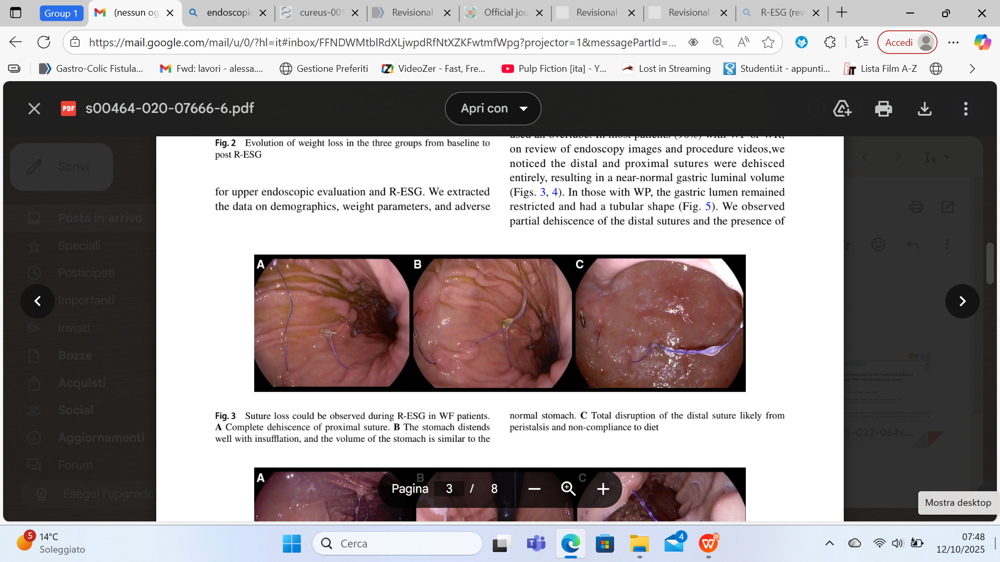 Group 1
(nessun og
endoscopic
cureus-001
Revisional
Official jou
Revisional
Revisional
R-ESG (rev
https://mail.google.com/mail/u/0/?hl=it#inbox/FFNDWMtblRdXLjwpdRfNtXZKFwtmfWpg?projector=1&messagePartId=...
Accedi
Gastro-Colic Fistula...
Fwd: lavori - alessa....
Gestione Preferiti
VideoZer - Fast, Fre...
Pulp Fiction [ita] - Y...
Lost in Streaming
Studenti.it - appunti...
Lista Film A-Z
PDF
s00464-020-07666-6.pdf
Apri con
Scrivi
Posta in arrivo
Speciali
Posticipati
Importanti
Inviati
Bozze
Acquisti
Social
Aggiornamenti
Forum
Esegui l'upgrade
Fig. 2 Evolution of weight loss in the three groups from baseline to
post R-ESG
for upper endoscopic evaluation and R-ESG. We extracted
the data on demographics, weight parameters, and adverse
on review of endoscopy images and procedure videos,we
noticed the distal and proximal sutures were dehisced
entirely, resulting in a near-normal gastric luminal volume
(Figs. 3, 4). In those with WP, the gastric lumen remained
restricted and had a tubular shape (Fig. 5). We observed
partial dehiscence of the distal sutures and the presence of
A
B
C
Fig. 3 Suture loss could be observed during R-ESG in WF patients.
A Complete dehiscence of proximal suture. B The stomach distends
well with insufflation, and the volume of the stomach is similar to the
normal stomach. C Total disruption of the distal suture likely from
peristalsis and non-compliance to diet
A
B
C
Pagina 3 / 8
5-023-0646...
Mostra desktop
5
14°C
Soleggiato
Cerca
4
07:48
12/10/2025